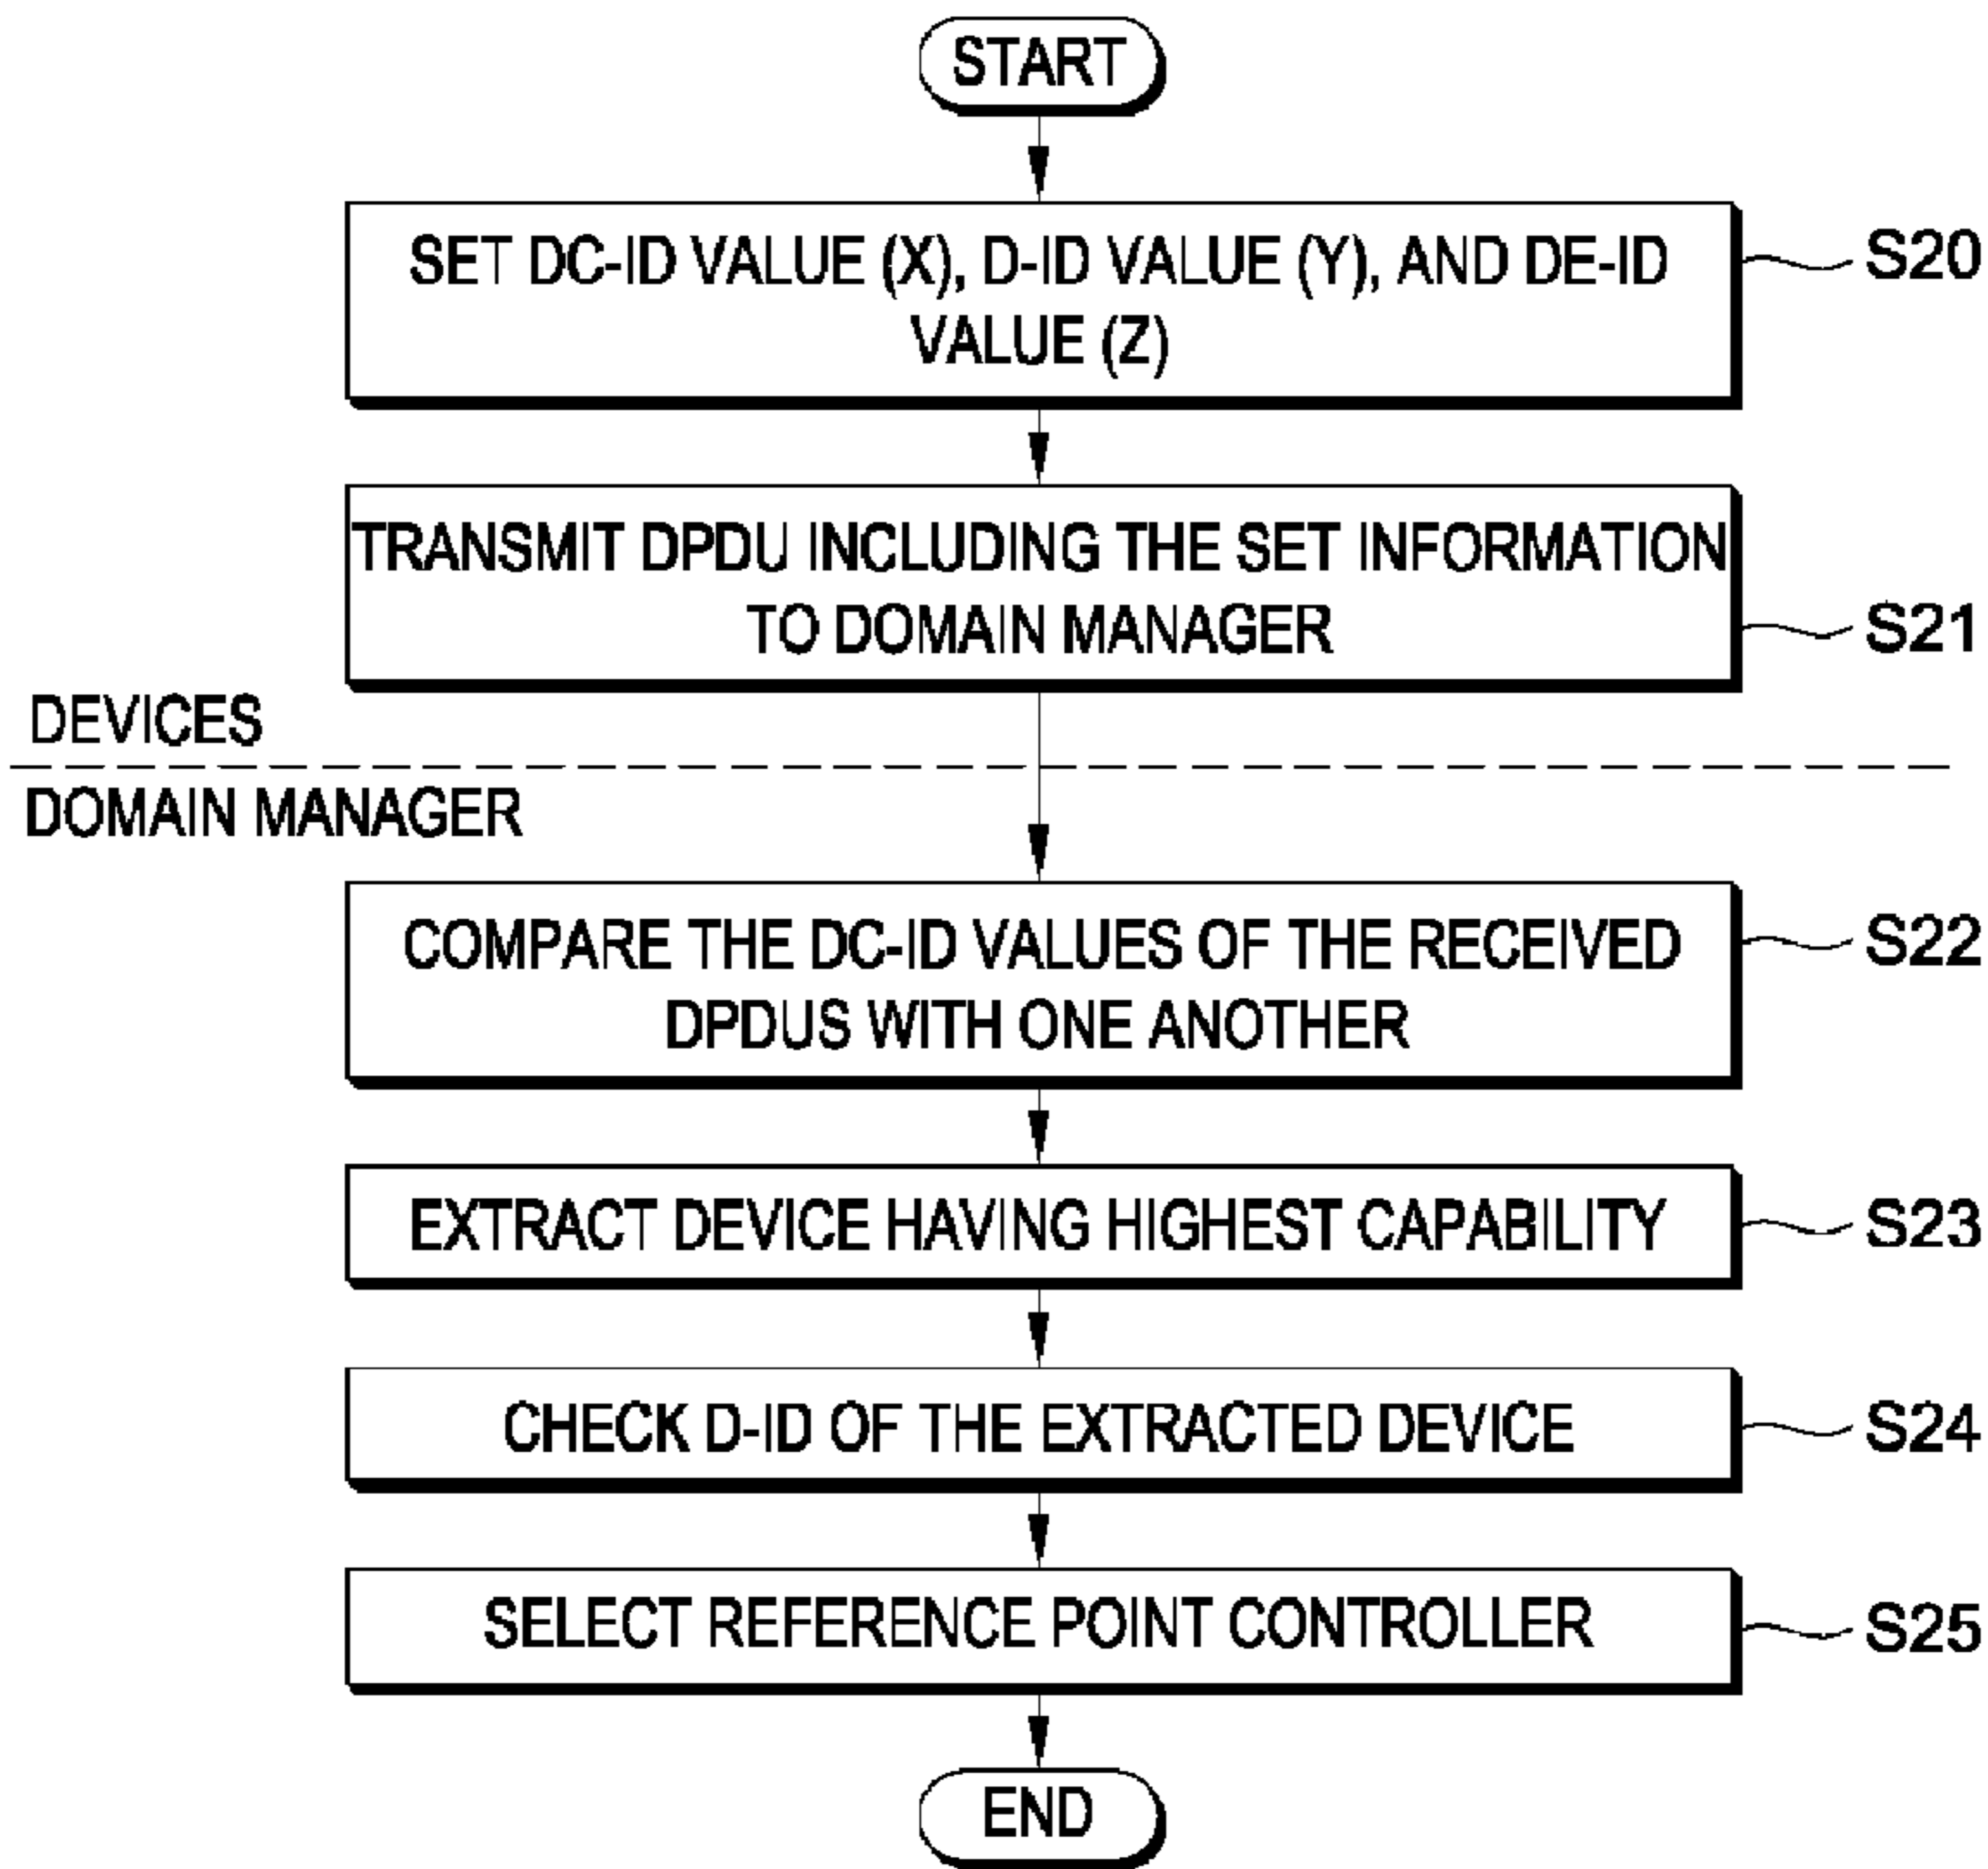 START
SET DC-ID VALUE (X), D-ID VALUE (Y), AND DE-ID
VALUE (Z)
S20
TRANSMIT DPDU INCLUDING THE SET INFORMATION
TO DOMAIN MANAGER
S21
DEVICES
DOMAIN MANAGER
COMPARE THE DC-ID VALUES OF THE RECEIVED
DPDUS WITH ONE ANOTHER
S22
EXTRACT DEVICE HAVING HIGHEST CAPABILITY
S23
CHECK D-ID OF THE EXTRACTED DEVICE
S24
SELECT REFERENCE POINT CONTROLLER
S25
END